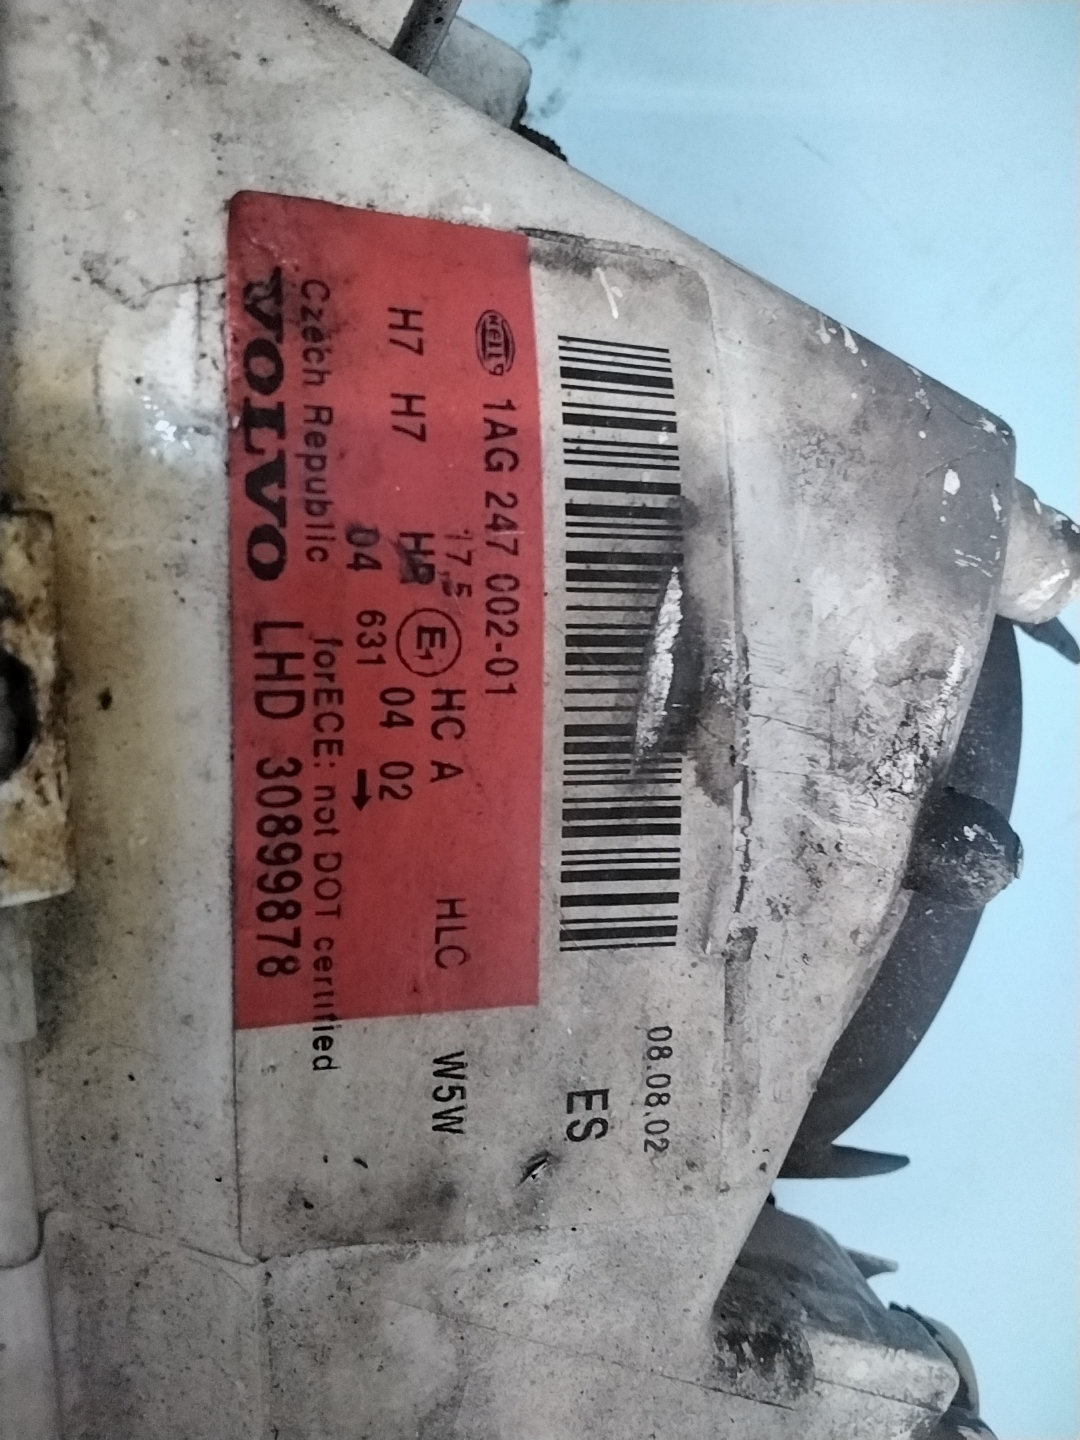 08.08.02
ES
HELLA 1AG 247 002-01
17.5
H7 H7 HR E1 HC A HLC W5W
04 02
04 631 →
Czech Republic forECE: not DOT certified
VOLVO LHD 30899878